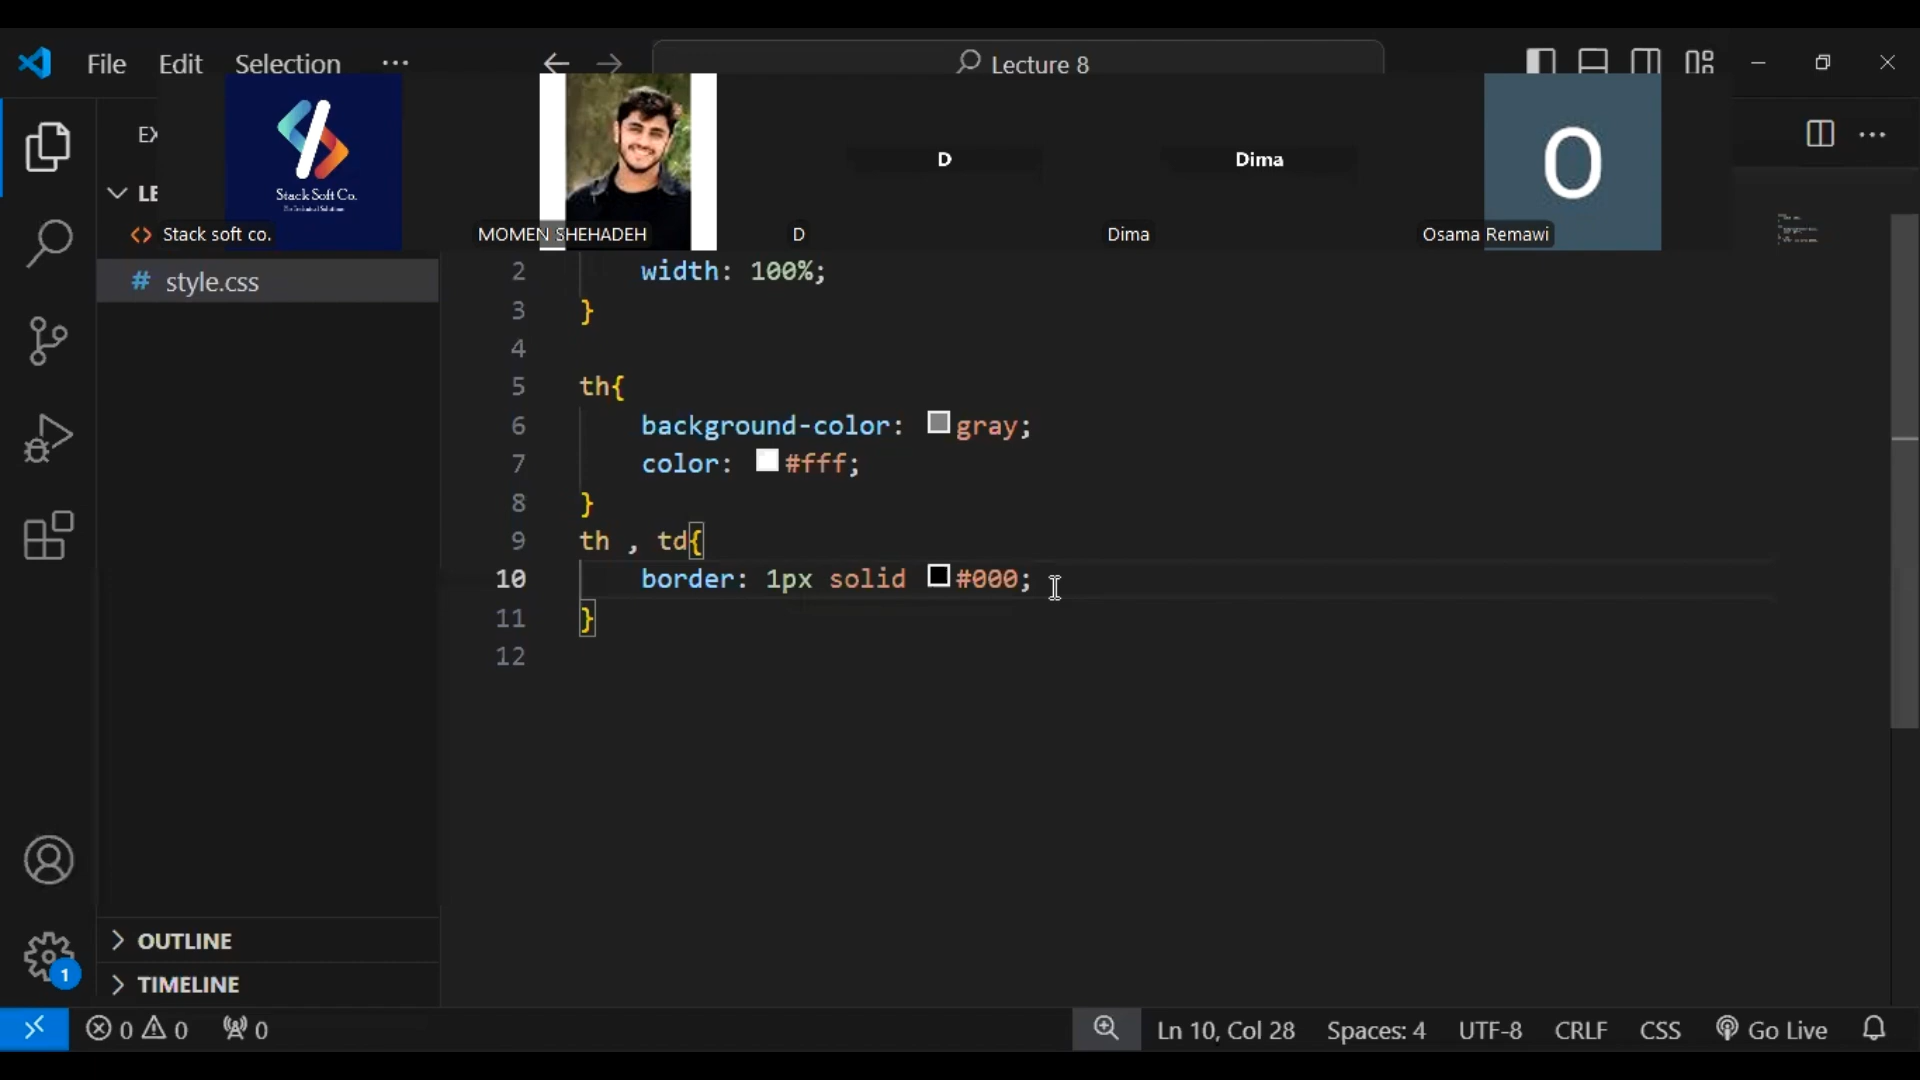 File Edit Selection ... Lecture 8
EX
Stack Soft Co.
D
Dima
O
LE
Stack soft co.
MOMEN SHEHADEH
D
Dima
Osama Remawi
# style.css
2 width: 100%;
3 }
4
5 th{
6 background-color: gray;
7 color: #fff;
8 }
9 th , td{
10 border: 1px solid #000;
11 }
12
OUTLINE
1
TIMELINE
0 0 0 Ln 10, Col 28 Spaces: 4 UTF-8 CRLF CSS Go Live